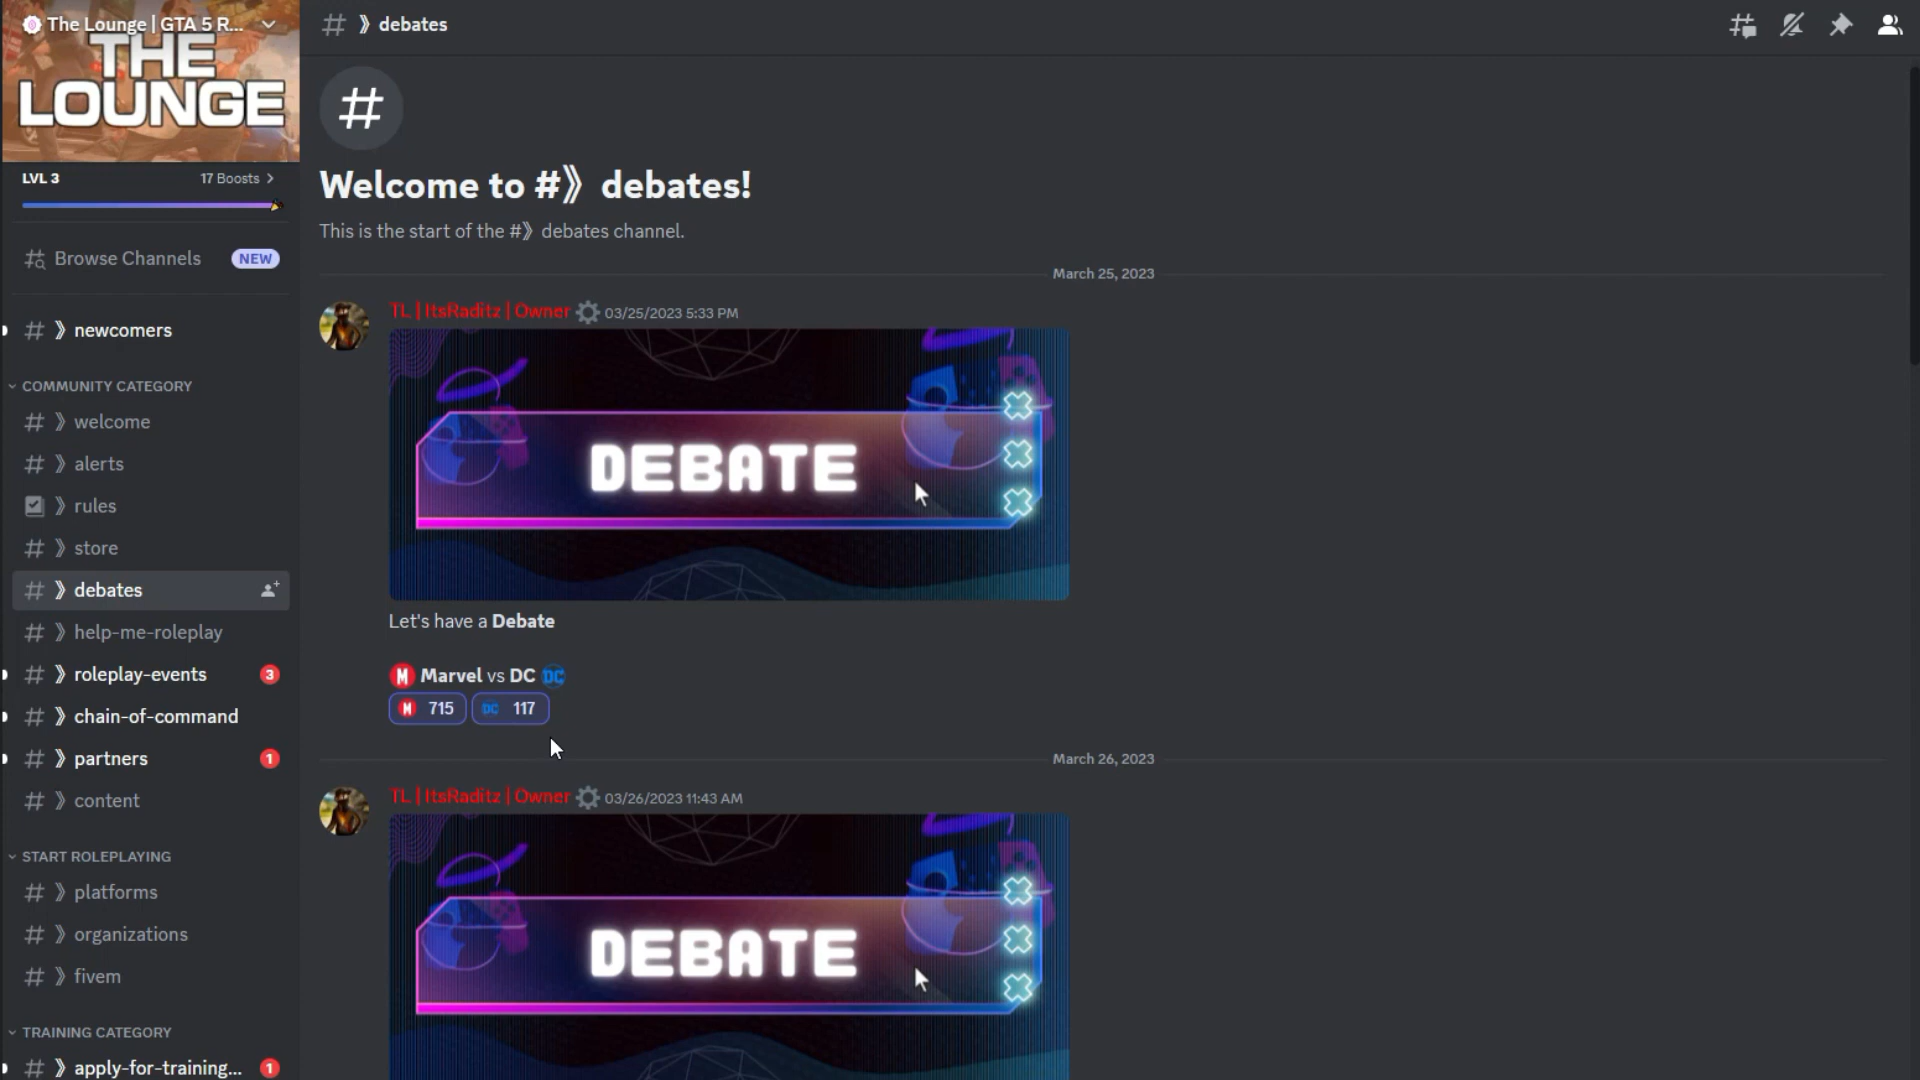 The Lounge | GTA 5 R...
THE
LOUNGE
LVL 3
17 Boosts
Browse Channels
NEW
# 》newcomers
COMMUNITY CATEGORY
# 》welcome
# 》alerts
》rules
# 》store
# 》debates
# 》help-me-roleplay
# 》roleplay-events
3
# 》chain-of-command
# 》partners
1
# 》content
START ROLEPLAYING
# 》platforms
# 》organizations
# 》fivem
TRAINING CATEGORY
# 》apply-for-training...
1
# 》debates
#
Welcome to #》debates!
This is the start of the #》debates channel.
March 25, 2023
TL | ItsRaditz | Owner 03/25/2023 5:33 PM
DEBATE
Let's have a Debate
M Marvel vs DC DC
M 715 DC 117
March 26, 2023
TL | ItsRaditz | Owner 03/26/2023 11:43 AM
DEBATE